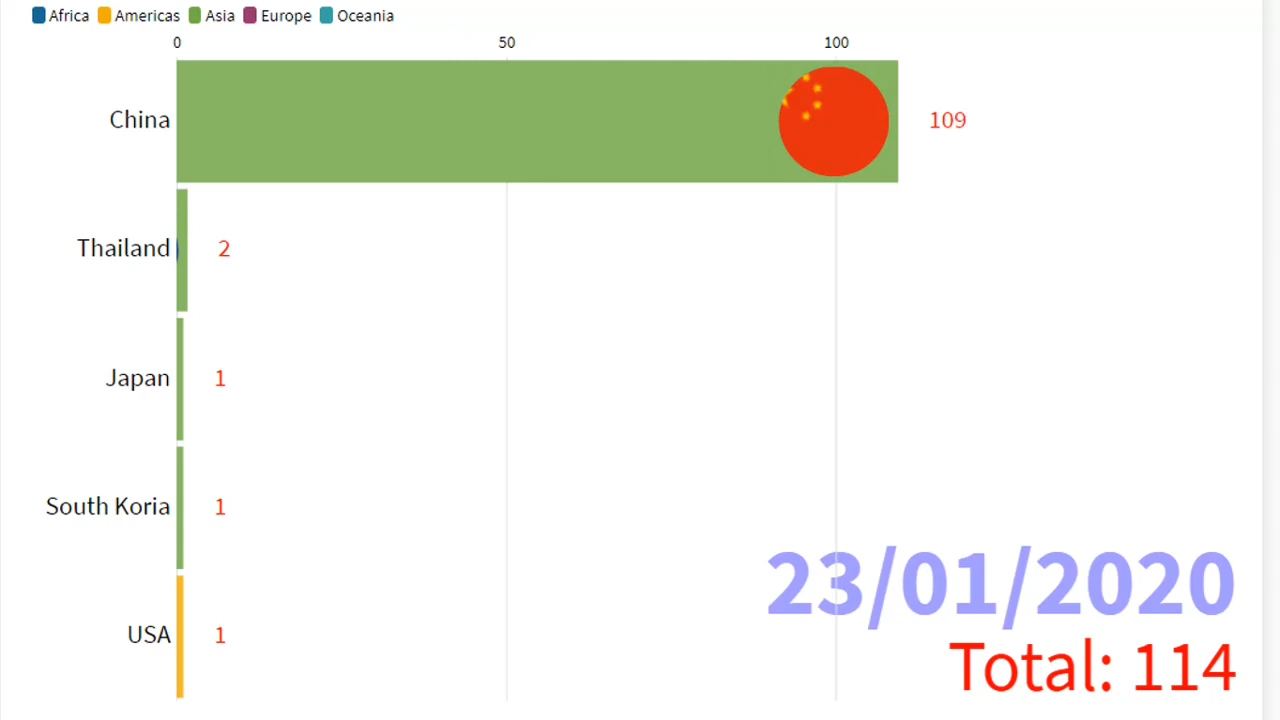 Africa Americas Asia Europe Oceania
0 50 100
China 109
Thailand 2
Japan 1
South Koria 1
USA 1
23/01/2020
Total: 114